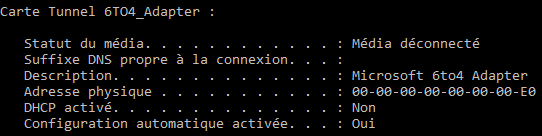 Carte Tunnel 6TO4_Adapter :
Statut du média. . . . . . . . . . . . : Média déconnecté
Suffixe DNS propre à la connexion. . . :
Description. . . . . . . . . . . . . . : Microsoft 6to4 Adapter
Adresse physique . . . . . . . . . . . : 00-00-00-00-00-00-00-E0
DHCP activé. . . . . . . . . . . . . . : Non
Configuration automatique activée. . . : Oui